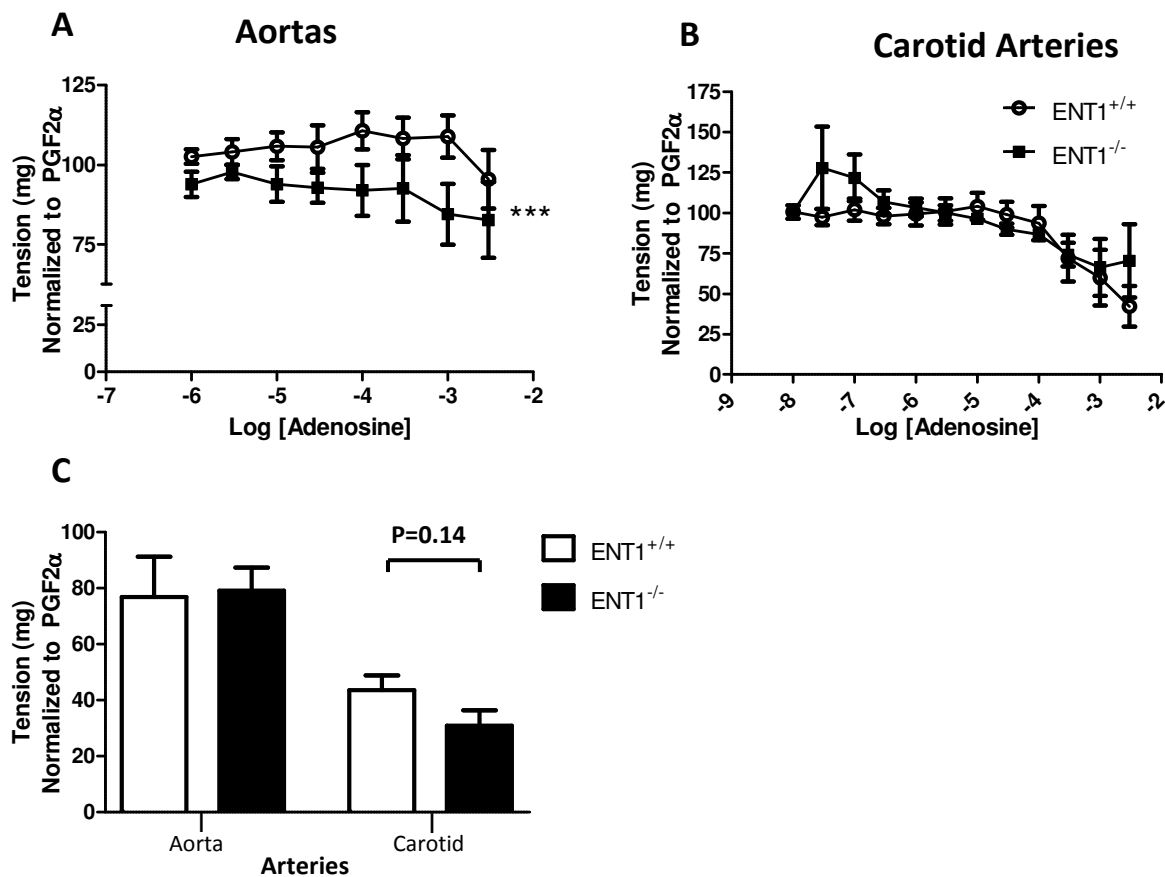 A
Aortas
Tension (mg)
Normalized to PGF2α
125
100
75
25
0
***
-7
-6
-5
-4
-3
-2
Log [Adenosine]
B
Carotid Arteries
ENT1+/+
ENT1-/-
Tension (mg)
Normalized to PGF2α
175
150
125
100
75
50
25
0
-9
-8
-7
-6
-5
-4
-3
-2
Log [Adenosine]
C
P=0.14
ENT1+/+
ENT1-/-
Tension (mg)
Normalized to PGF2α
100
80
60
40
20
0
Aorta
Carotid
Arteries